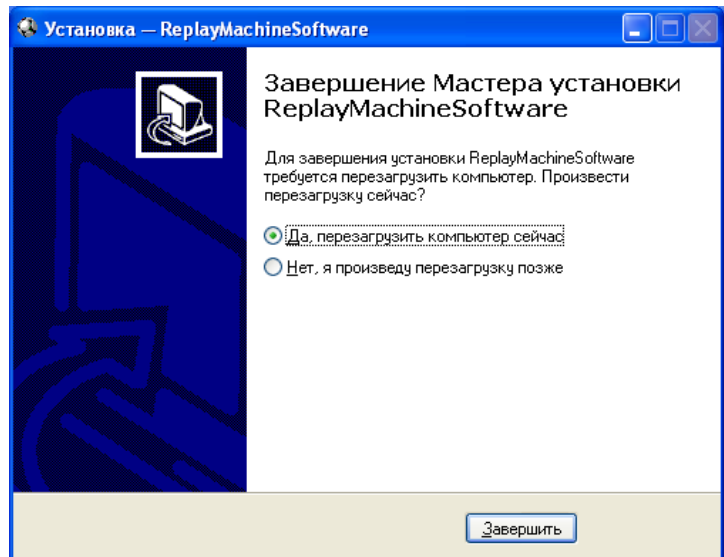 Установка — ReplayMachineSoftware
Завершение Мастера установки
ReplayMachineSoftware
Для завершения установки ReplayMachineSoftware
требуется перезагрузить компьютер. Произвести
перезагрузку сейчас?
Да, перезагрузить компьютер сейчас
Нет, я произведу перезагрузку позже
Завершить